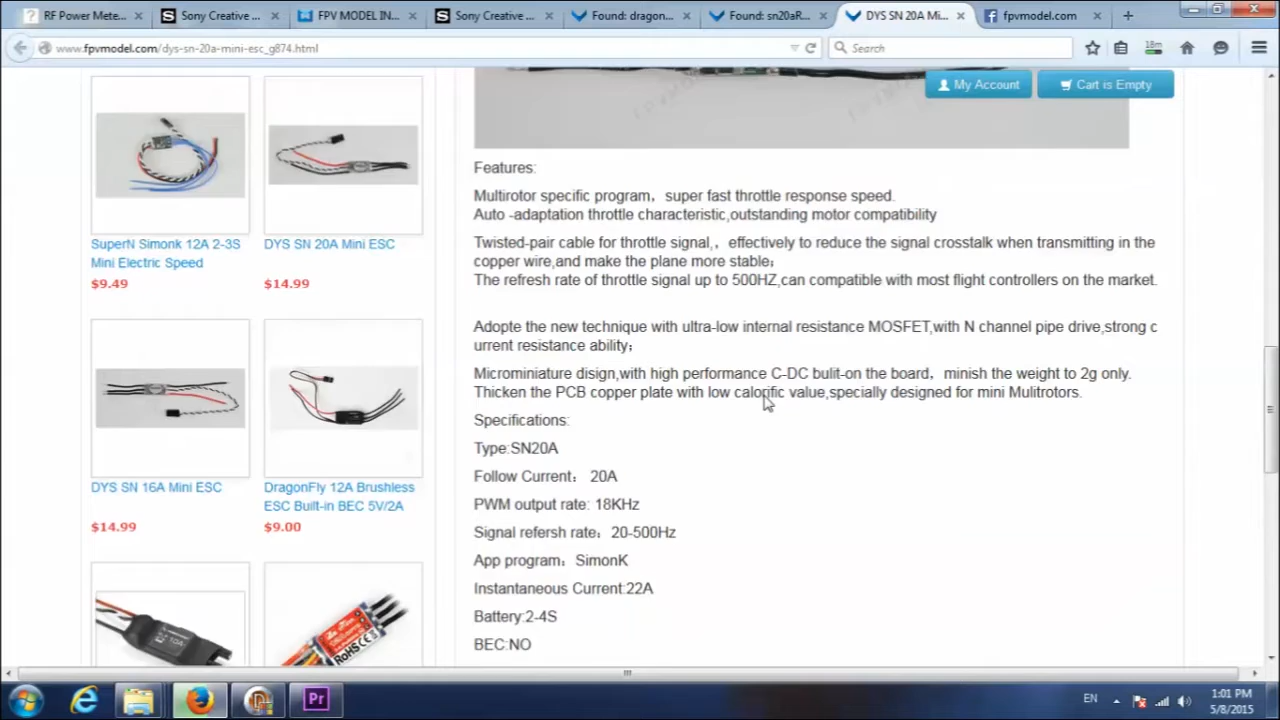 RF Power Mete...
Sony Creative ...
FPV MODEL IN...
Sony Creative ...
Found: dragon...
Found: sn20aR...
DYS SN 20A Mi...
fpvmodel.com
www.fpvmodel.com/dys-sn-20a-mini-esc_g874.html
Search
18m
My Account
Cart is Empty
SuperN Simonk 12A 2-3S
Mini Electric Speed
$9.49
DYS SN 20A Mini ESC
$14.99
DYS SN 16A Mini ESC
$14.99
DragonFly 12A Brushless
ESC Built-in BEC 5V/2A
$9.00
RoHS
Features:
Multirotor specific program，super fast throttle response speed.
Auto -adaptation throttle characteristic,outstanding motor compatibility
Twisted-pair cable for throttle signal,，effectively to reduce the signal crosstalk when transmitting in the
copper wire,and make the plane more stable；
The refresh rate of throttle signal up to 500HZ,can compatible with most flight controllers on the market.
Adopte the new technique with ultra-low internal resistance MOSFET,with N channel pipe drive,strong c
urrent resistance ability；
Microminiature disign,with high performance C-DC bulit-on the board，minish the weight to 2g only.
Thicken the PCB copper plate with low calorific value,specially designed for mini Mulitrotors.
Specifications:
Type:SN20A
Follow Current：20A
PWM output rate: 18KHz
Signal refersh rate：20-500Hz
App program：SimonK
Instantaneous Current:22A
Battery:2-4S
BEC:NO
Pr
EN
1:01 PM
5/8/2015